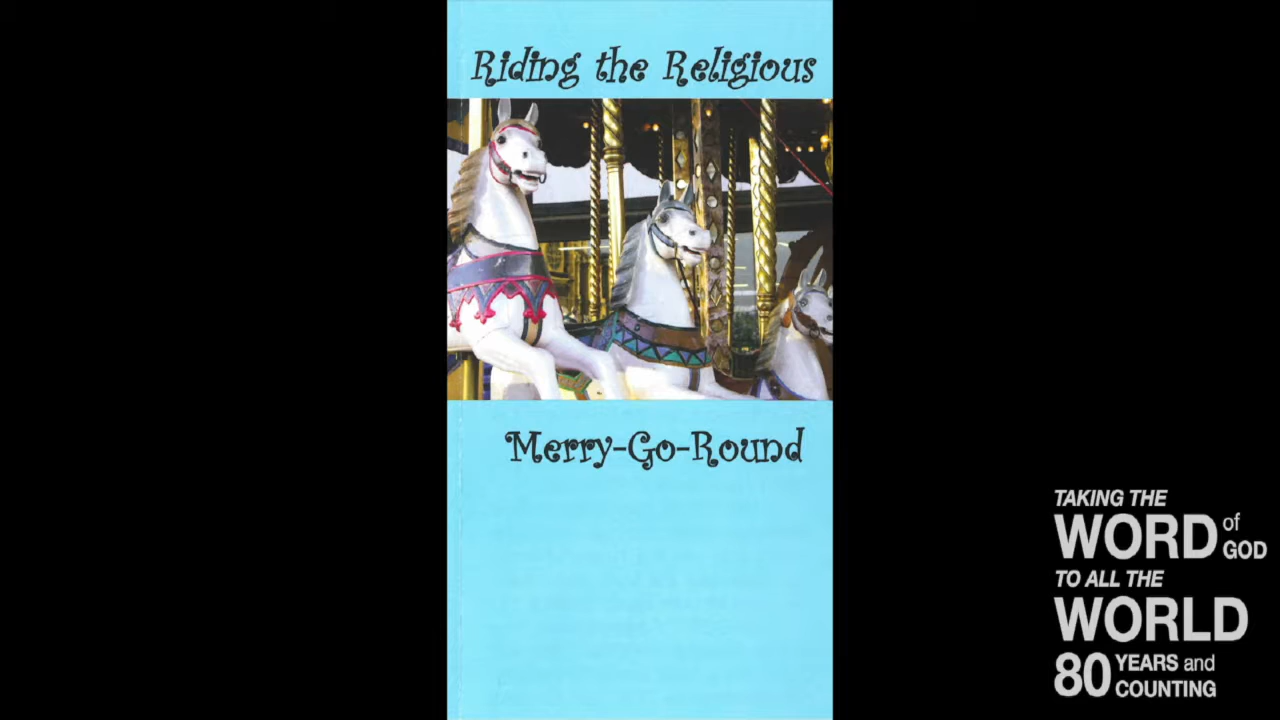 Riding the Religious
Merry-Go-Round
TAKING THE
WORD of GOD
TO ALL THE
WORLD
80 YEARS and
COUNTING